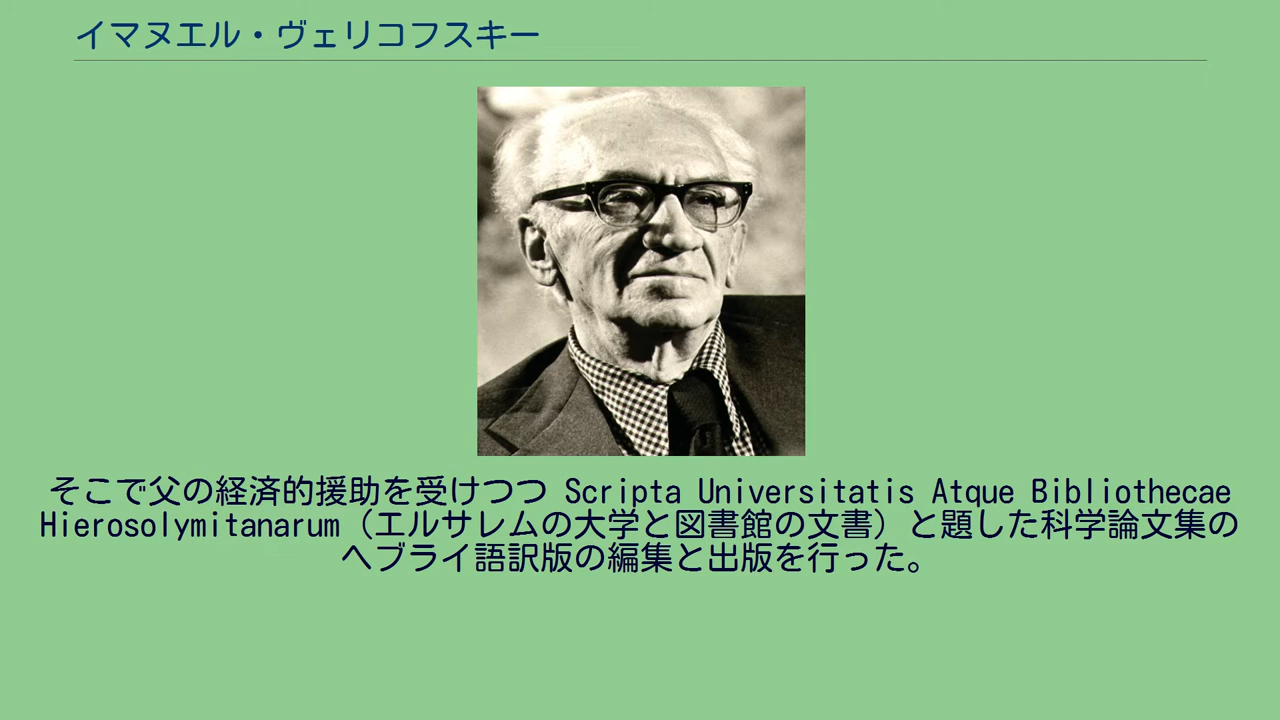 イマヌエル・ヴェリコフスキー
そこで父の経済的援助を受けつつ Scripta Universitatis Atque Bibliothecae
Hierosolymitanarum（エルサレムの大学と図書館の文書）と題した科学論文集の
ヘブライ語訳版の編集と出版を行った。